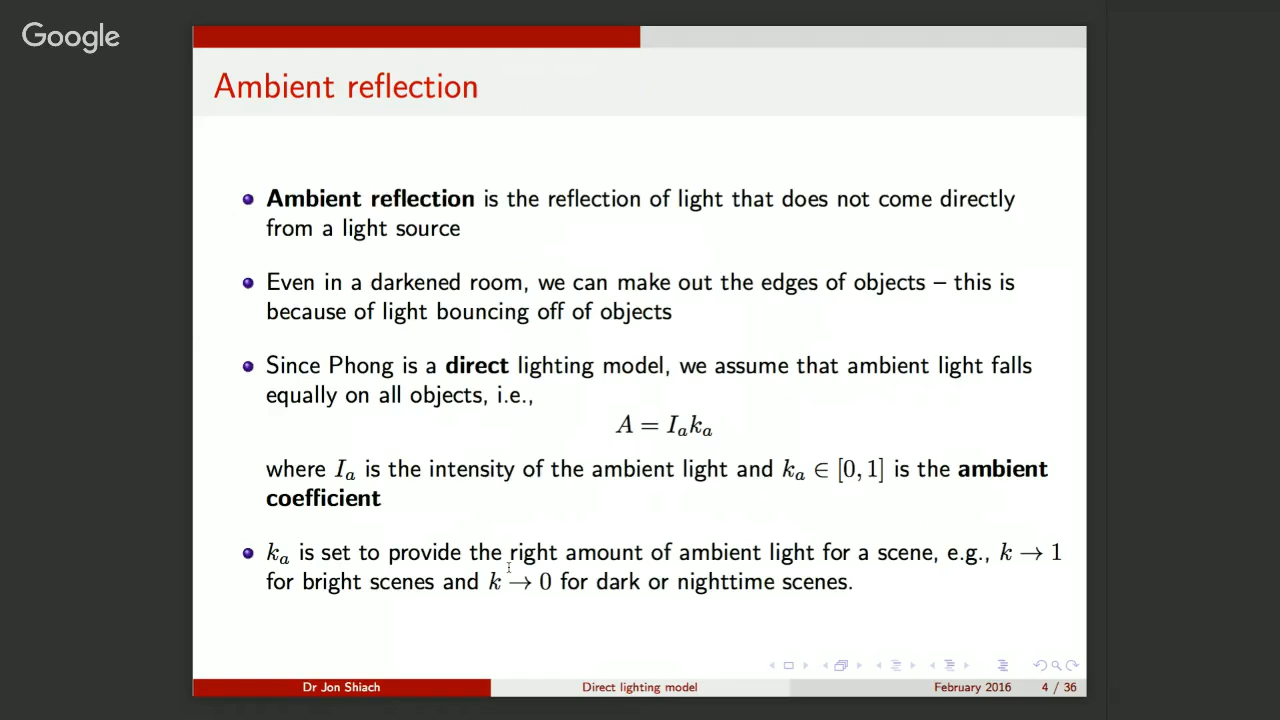 Google
Ambient reflection
Ambient reflection is the reflection of light that does not come directly
from a light source
Even in a darkened room, we can make out the edges of objects – this is
because of light bouncing off of objects
Since Phong is a direct lighting model, we assume that ambient light falls
equally on all objects, i.e.,
A = Iₐkₐ
where Iₐ is the intensity of the ambient light and kₐ ∈ [0, 1] is the ambient
coefficient
kₐ is set to provide the right amount of ambient light for a scene, e.g., k → 1
for bright scenes and k → 0 for dark or nighttime scenes.
Dr Jon Shiach Direct lighting model February 2016 4 / 36